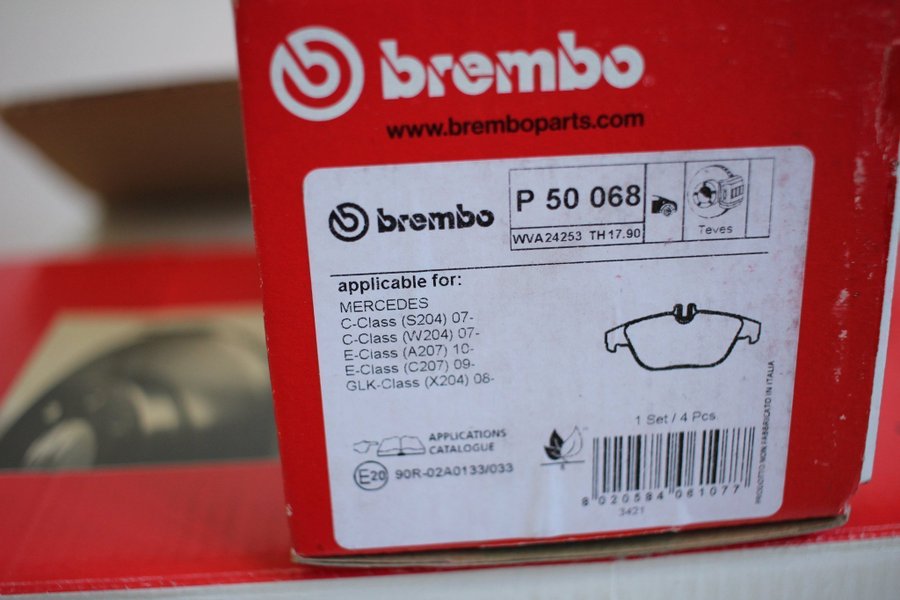 brembo
www.bremboparts.com
brembo
P 50 068
WVA 24253 TH 17.90
Teves
applicable for:
MERCEDES
C-Class (S204) 07-
C-Class (W204) 07-
E-Class (A207) 10-
E-Class (C207) 09-
GLK-Class (X204) 08-
1 Set / 4 Pcs
APPLICATIONS
CATALOGUE
E20 90R-02A0133/033
8 020584 061077
3421
PRODOTTO NON FABBRICATO IN ITALIA